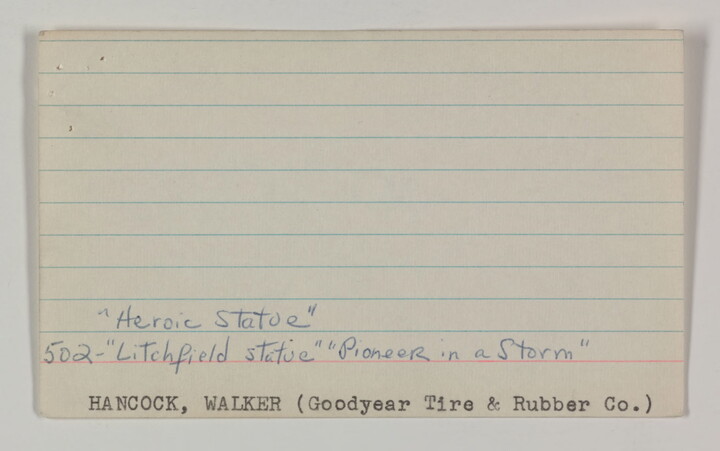 "Heroic Statue"
502-"Litchfield statue" "Pioneer in a Storm"
HANCOCK, WALKER (Goodyear Tire & Rubber Co.)